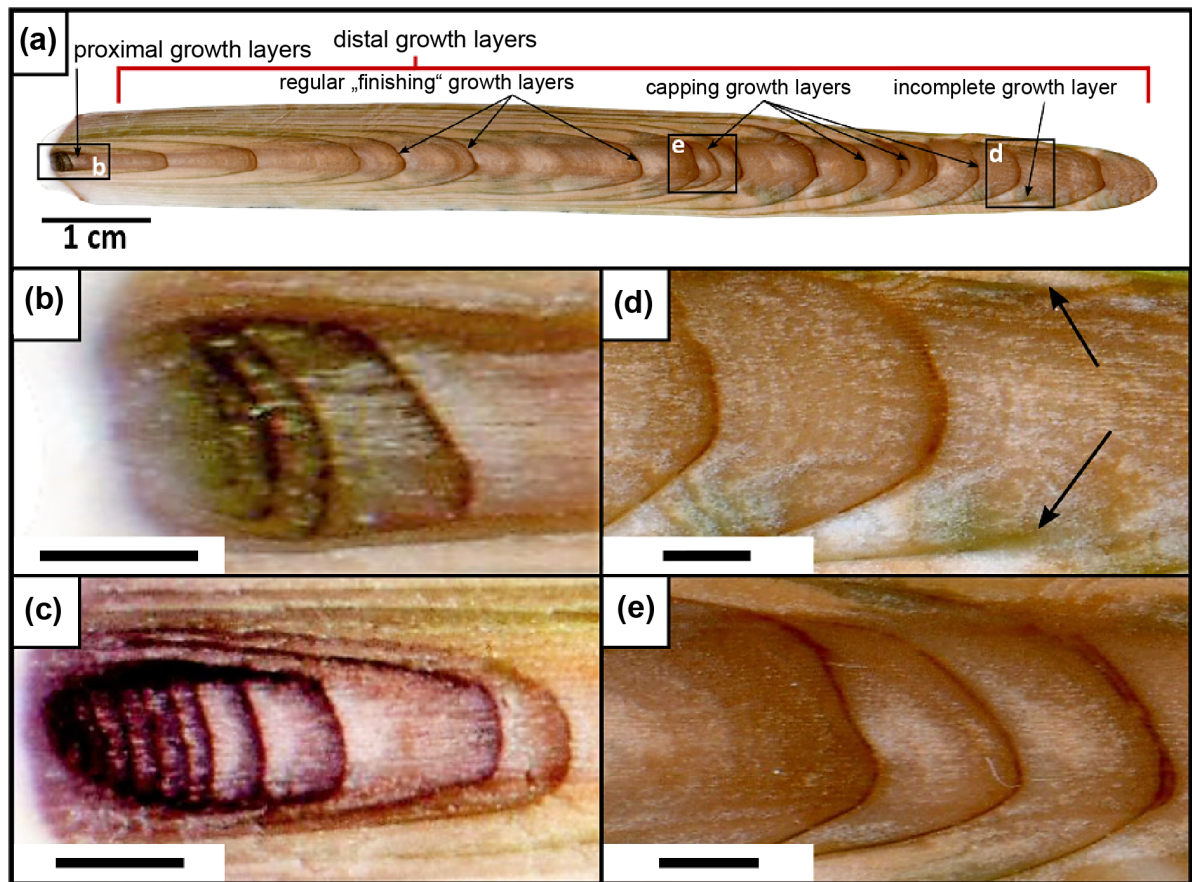 (a)
proximal growth layers
distal growth layers
regular „finishing“ growth layers
capping growth layers
incomplete growth layer
b
e
d
1 cm
(b)
(d)
(c)
(e)